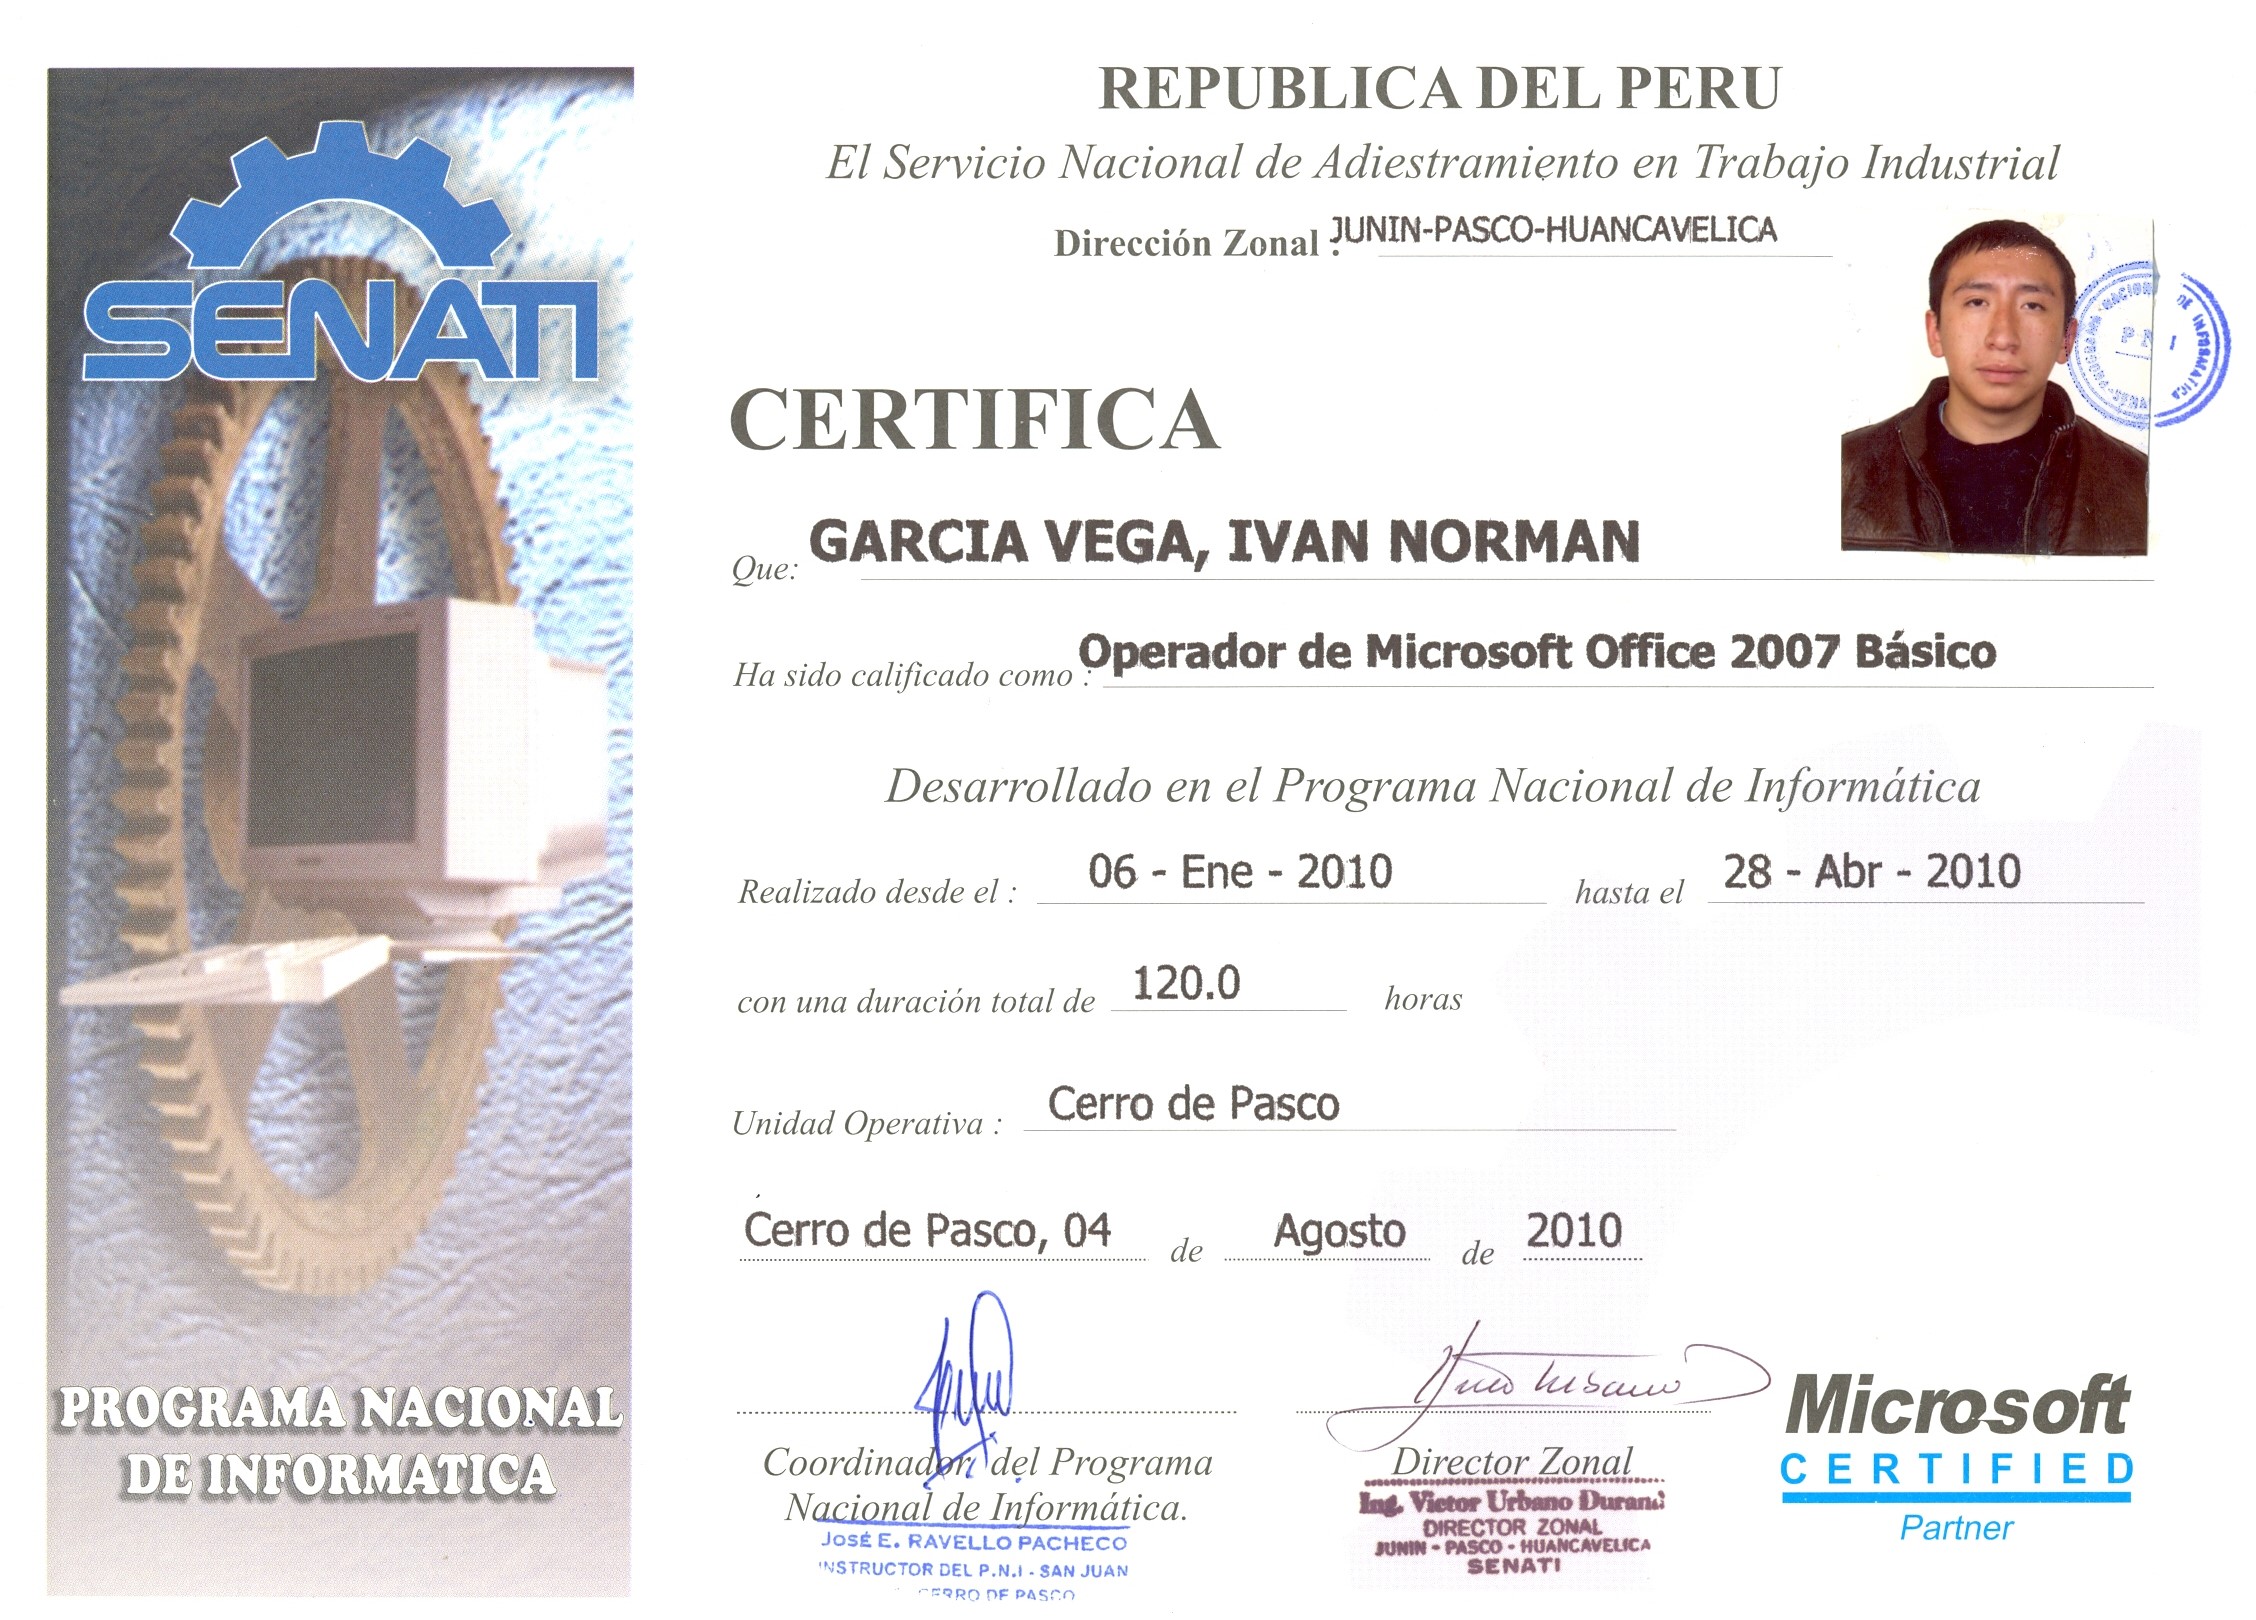 REPUBLICA DEL PERU
El Servicio Nacional de Adiestramiento en Trabajo Industrial
Dirección Zonal : JUNIN-PASCO-HUANCAVELICA
SENATI
PROGRAMA NACIONAL DE INFORMATICA
P N I
SENA
CERTIFICA
Que: GARCIA VEGA, IVAN NORMAN
Ha sido calificado como : Operador de Microsoft Office 2007 Básico
Desarrollado en el Programa Nacional de Informática
Realizado desde el : 06 - Ene - 2010 hasta el 28 - Abr - 2010
con una duración total de 120.0 horas
Unidad Operativa : Cerro de Pasco
Cerro de Pasco, 04 de Agosto de 2010
PROGRAMA NACIONAL
DE INFORMATICA
Coordinador del Programa
Nacional de Informática.
JOSÉ E. RAVELLO PACHECO
INSTRUCTOR DEL P.N.I - SAN JUAN
CERRO DE PASCO
Director Zonal
Ing. Victor Urbano Durand
DIRECTOR ZONAL
JUNIN - PASCO - HUANCAVELICA
SENATI
Microsoft
CERTIFIED
Partner